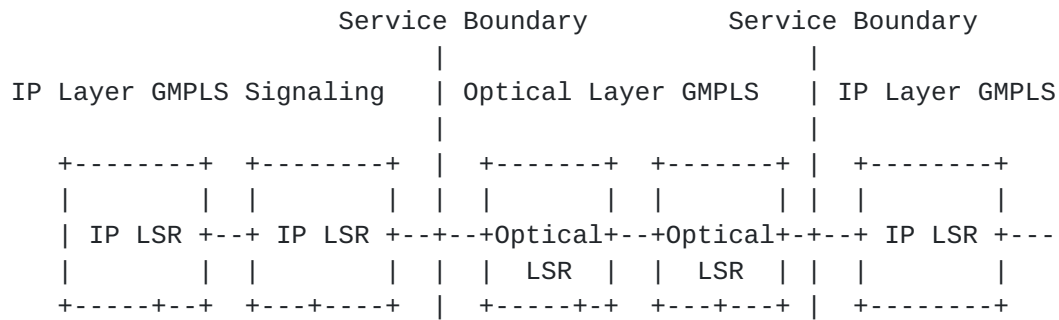 Service Boundary Service Boundary
IP Layer GMPLS Signaling Optical Layer GMPLS IP Layer GMPLS
IP LSR IP LSR Optical Optical IP LSR
LSR LSR